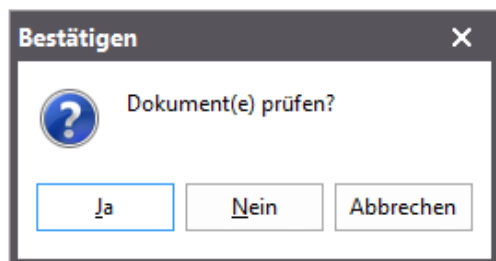 Bestätigen
Dokument(e) prüfen?
Ja
Nein
Abbrechen